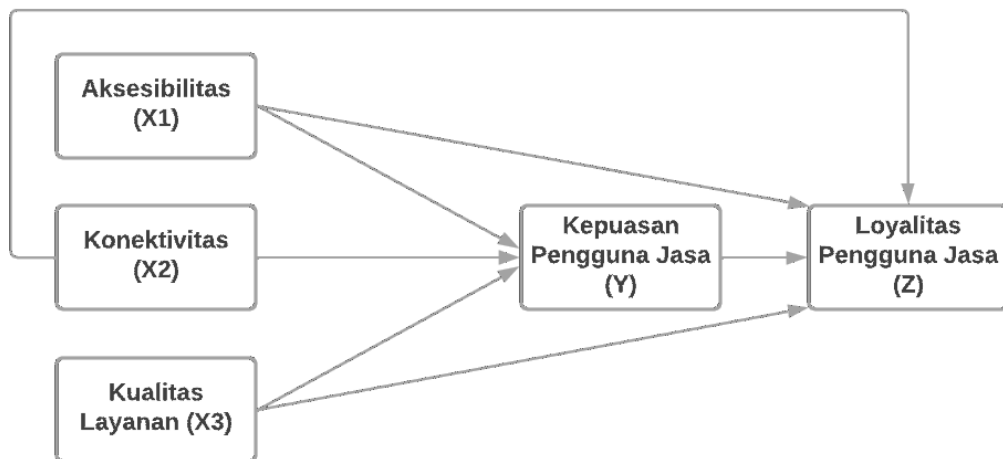 Aksesibilitas
(X1)
Konektivitas
(X2)
Kualitas
Layanan (X3)
Kepuasan
Pengguna Jasa
(Y)
Loyalitas
Pengguna Jasa
(Z)